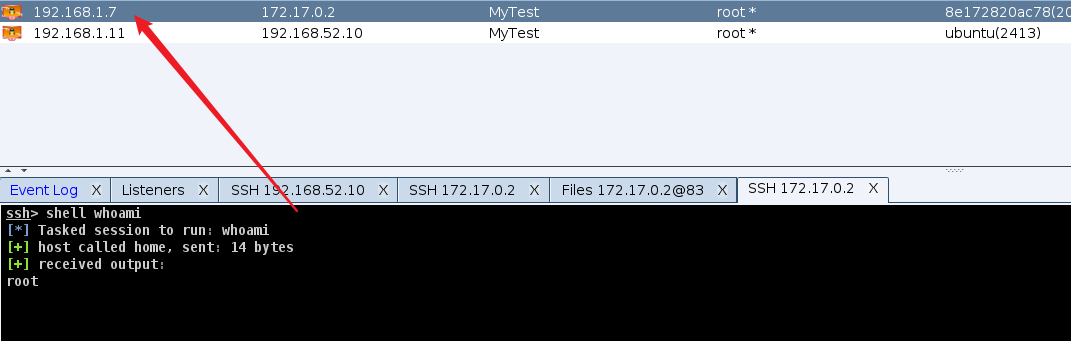 192.168.1.7 172.17.0.2 MyTest root * 8e172820ac78(20
192.168.1.11 192.168.52.10 MyTest root * ubuntu(2413)
Event Log X Listeners X SSH 192.168.52.10 X SSH 172.17.0.2 X Files 172.17.0.2@83 X SSH 172.17.0.2 X
ssh> shell whoami
[*] Tasked session to run: whoami
[+] host called home, sent: 14 bytes
[+] received output:
root